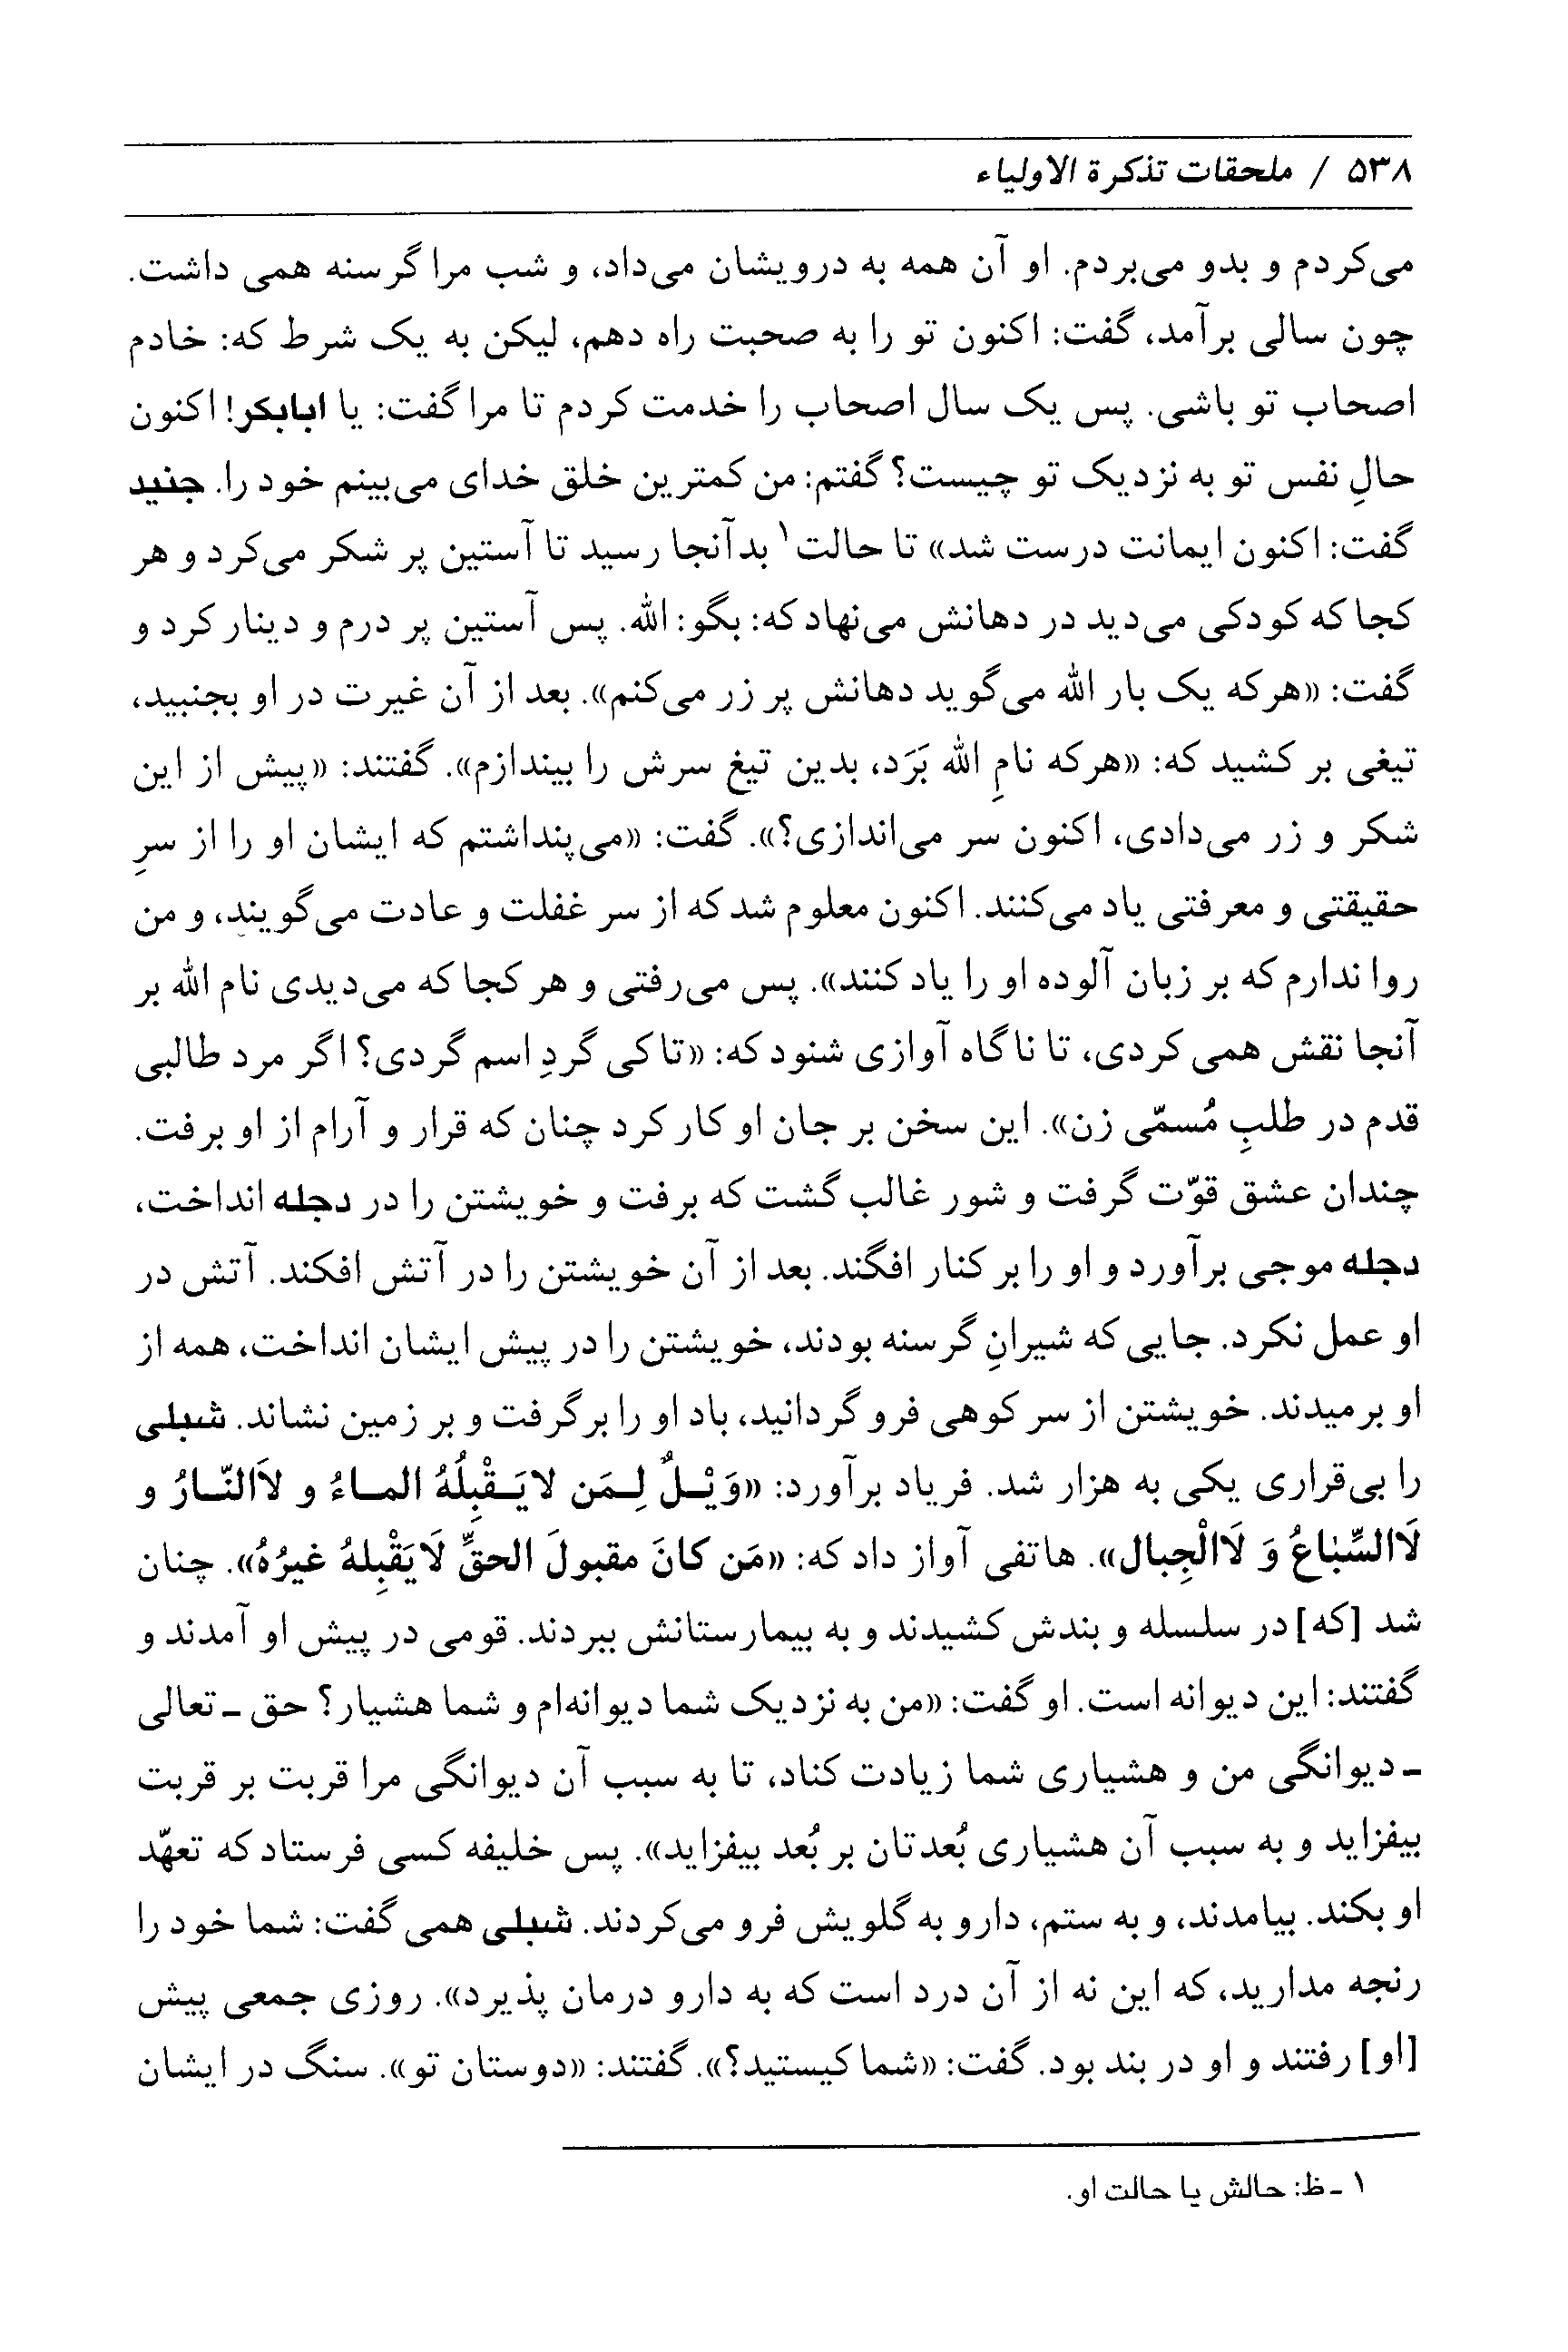 ۵۳۸ / ملحقات تذکرة الاولیاء
می‌کردم و بدو می‌بردم. او آن همه به درویشان می‌داد، و شب مرا گرسنه همی داشت.
چون سالی برآمد، گفت: اکنون تو را به صحبت راه دهم، لیکن به یک شرط که: خادم
اصحاب تو باشی. پس یک سال اصحاب را خدمت کردم تا مرا گفت: یا ابابکر! اکنون
حالِ نفس تو به نزدیک تو چیست؟ گفتم: من کمترین خلق خدای می‌بینم خود را. جنید
گفت: اکنون ایمانت درست شد» تا حالت۱ بدآنجا رسید تا آستین پر شکر می‌کرد و هر
کجا که کودکی می‌دید در دهانش می‌نهاد که: بگو: الله. پس آستین پر درم و دینار کرد و
گفت: «هرکه یک بار الله می‌گوید دهانش پر زر می‌کنم». بعد از آن غیرت در او بجنبید،
تیغی بر کشید که: «هرکه نامِ الله بَرَد، بدین تیغ سرش را بیندازم». گفتند: «پیش از این
شکر و زر می‌دادی، اکنون سر می‌اندازی؟». گفت: «می‌پنداشتم که ایشان او را از سرِ
حقیقتی و معرفتی یاد می‌کنند. اکنون معلوم شد که از سر غفلت و عادت می‌گویند، و من
روا ندارم که بر زبان آلوده او را یاد کنند». پس می‌رفتی و هر کجا که می‌دیدی نام الله بر
آنجا نقش همی کردی، تا ناگاه آوازی شنود که: «تا کی گردِ اسم گردی؟ اگر مرد طالبی
قدم در طلبِ مُسمّی زن». این سخن بر جان او کار کرد چنان که قرار و آرام از او برفت.
چندان عشق قوّت گرفت و شور غالب گشت که برفت و خویشتن را در دجله انداخت،
دجله موجی برآورد و او را بر کنار افگند. بعد از آن خویشتن را در آتش افکند. آتش در
او عمل نکرد. جایی که شیرانِ گرسنه بودند، خویشتن را در پیش ایشان انداخت، همه از
او برمیدند. خویشتن از سر کوهی فرو گردانید، باد او را برگرفت و بر زمین نشاند. شبلی
را بی‌قراری یکی به هزار شد. فریاد برآورد: «وَیْلٌ لِمَن لایَقْبِلُهُ الماءُ و لاَالنّارُ و
لَاالسِّباعُ وَ لَاالْجِبال». هاتفی آواز داد که: «مَن کانَ مقبولَ الحقِّ لَایَقْبِلهُ غیرُهُ». چنان
شد [که] در سلسله و بندش کشیدند و به بیمارستانش ببردند. قومی در پیش او آمدند و
گفتند: این دیوانه است. او گفت: «من به نزدیک شما دیوانه‌ام و شما هشیار؟ حق ـ تعالی
ـ دیوانگی من و هشیاری شما زیادت کناد، تا به سبب آن دیوانگی مرا قربت بر قربت
بیفزاید و به سبب آن هشیاری بُعدتان بر بُعد بیفزاید». پس خلیفه کسی فرستاد که تعهّد
او بکند. بیامدند، و به ستم، دارو به گلویش فرو می‌کردند. شبلی همی گفت: شما خود را
رنجه مدارید، که این نه از آن درد است که به دارو درمان پذیرد». روزی جمعی پیش
[او] رفتند و او در بند بود. گفت: «شما کیستید؟». گفتند: «دوستان تو». سنگ در ایشان
۱ ـ ظ: حالش یا حالت او.